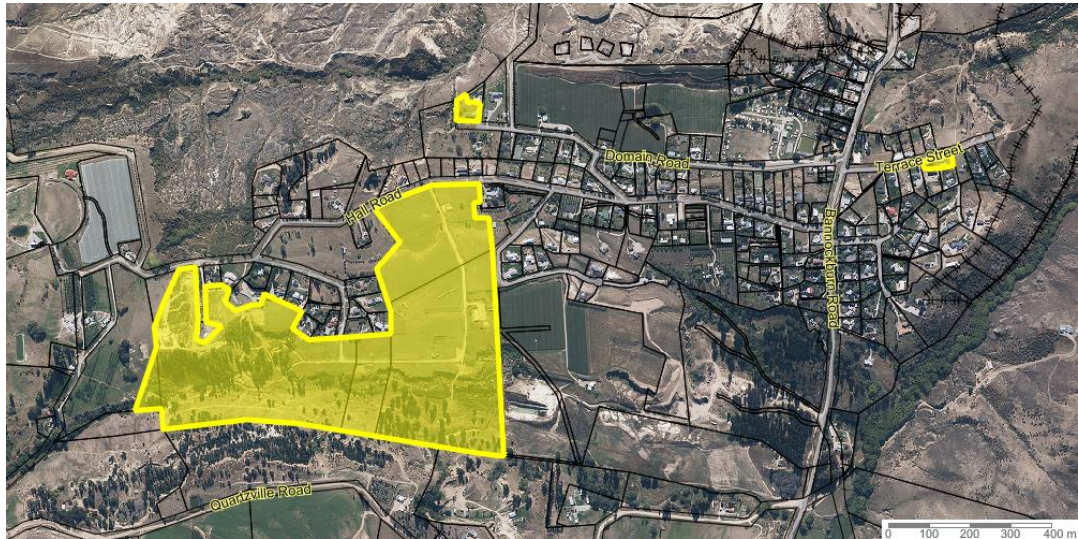 Domain Road
Terrace Street
Hall Road
Bannockburn Road
Quartzville Road
0 100 200 300 400 m